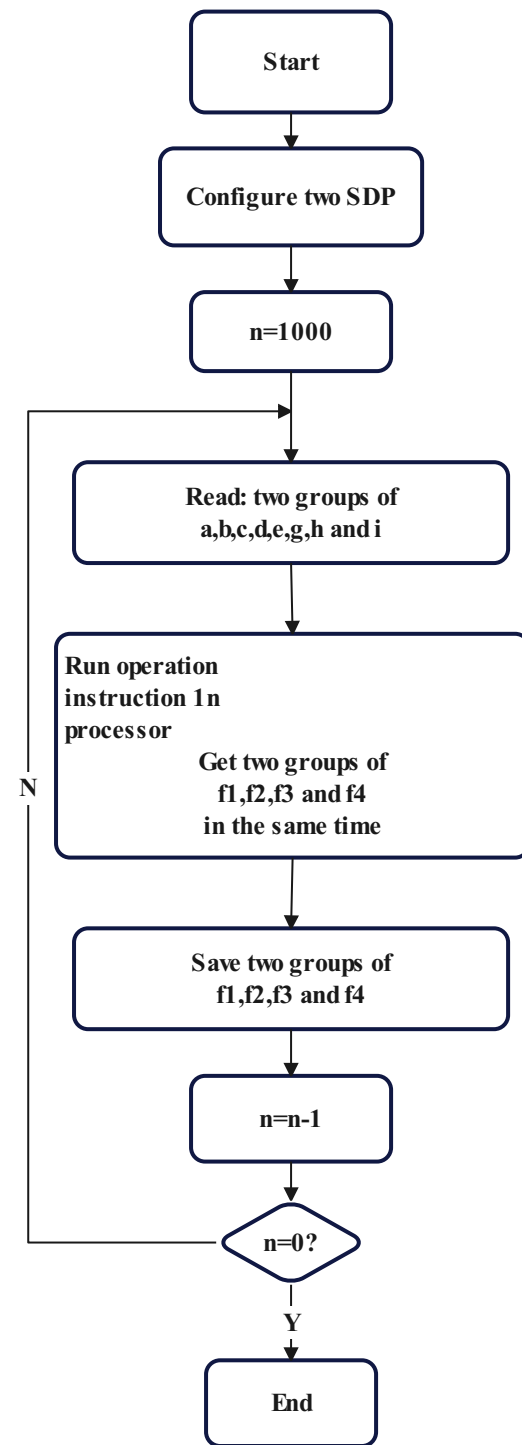 Start
Configure two SDP
n=1000
Read: two groups of
a,b,c,d,e,g,h and i
Run operation
instruction 1n
processor
Get two groups of
f1,f2,f3 and f4
in the same time
N
Save two groups of
f1,f2,f3 and f4
n=n-1
n=0?
Y
End